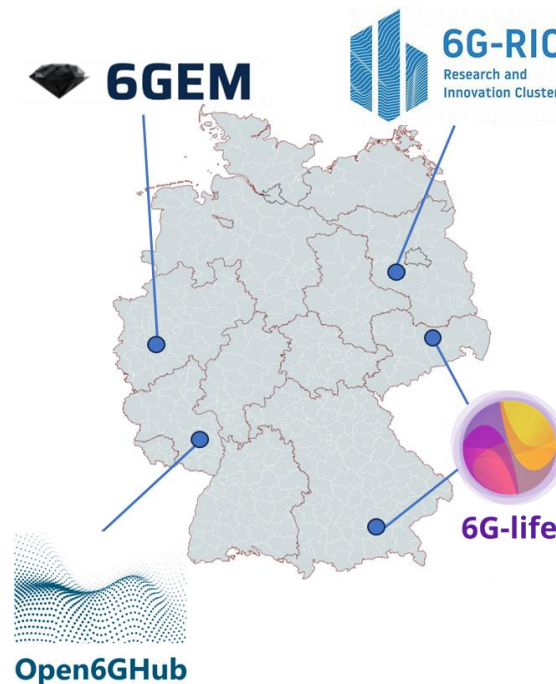 6GEM
6G-RIC
Research and
Innovation Cluster
6G-life
Open6GHub